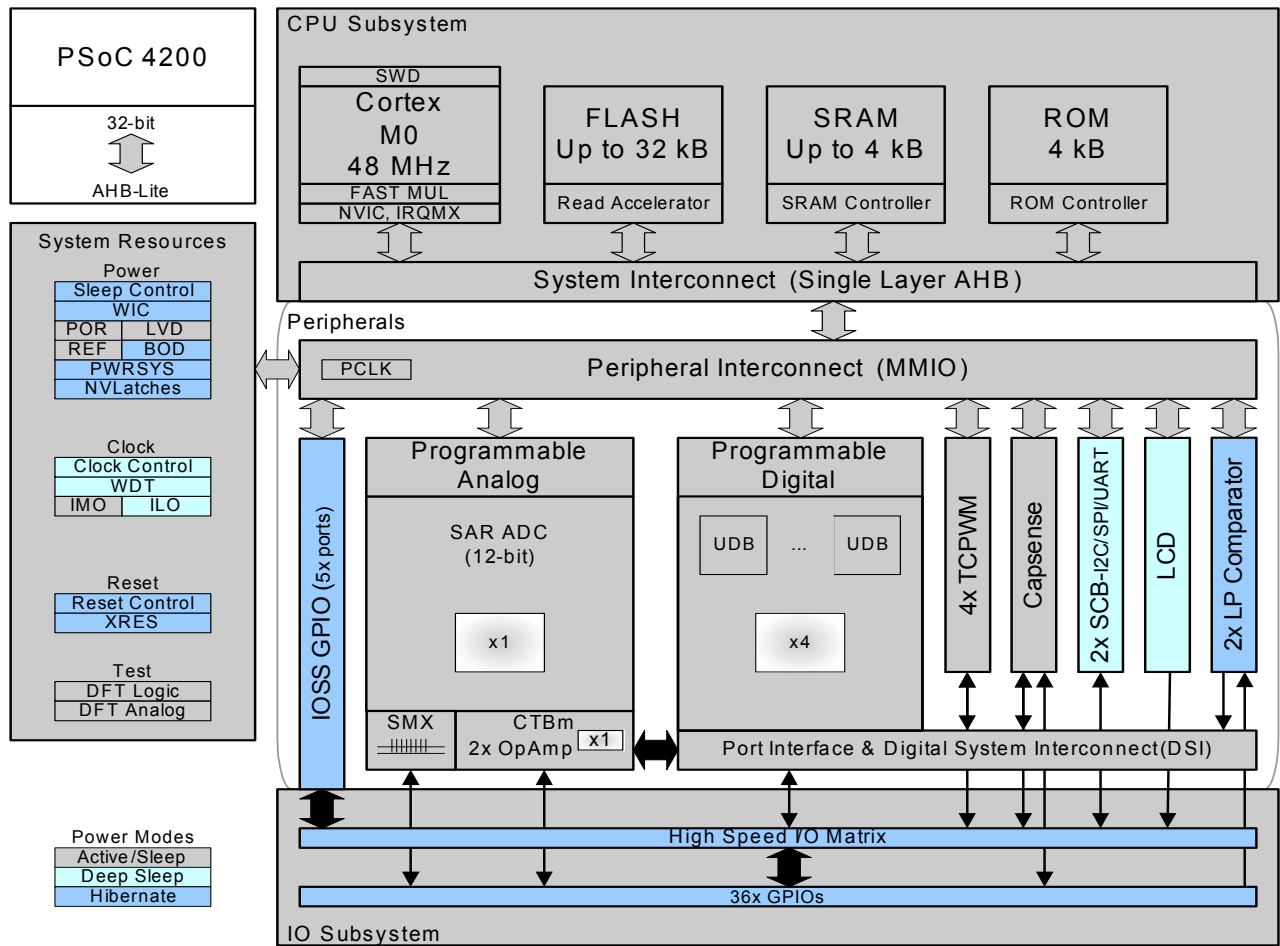 PSoC 4200
32-bit
AHB-Lite
CPU Subsystem
SWD
Cortex
M0
48 MHz
FAST MUL
NVIC, IRQMX
FLASH
Up to 32 kB
Read Accelerator
SRAM
Up to 4 kB
SRAM Controller
ROM
4 kB
ROM Controller
System Interconnect (Single Layer AHB)
System Resources
Power
Sleep Control
WIC
POR
LVD
REF
BOD
PWRSYS
NVLatches
Clock
Clock Control
WDT
IMO
ILO
Reset
Reset Control
XRES
Test
DFT Logic
DFT Analog
Peripherals
PCLK
Peripheral Interconnect (MMIO)
IOSS GPIO (5x ports)
Programmable
Analog
SAR ADC
(12-bit)
x1
SMX
CTBm
2x OpAmp
x1
Programmable
Digital
UDB
...
UDB
x4
4x TCPWM
Capsense
2x SCB-I2C/SPI/UART
LCD
2x LP Comparator
Port Interface & Digital System Interconnect(DSI)
Power Modes
Active/Sleep
Deep Sleep
Hibernate
High Speed I/O Matrix
36x GPIOs
IO Subsystem